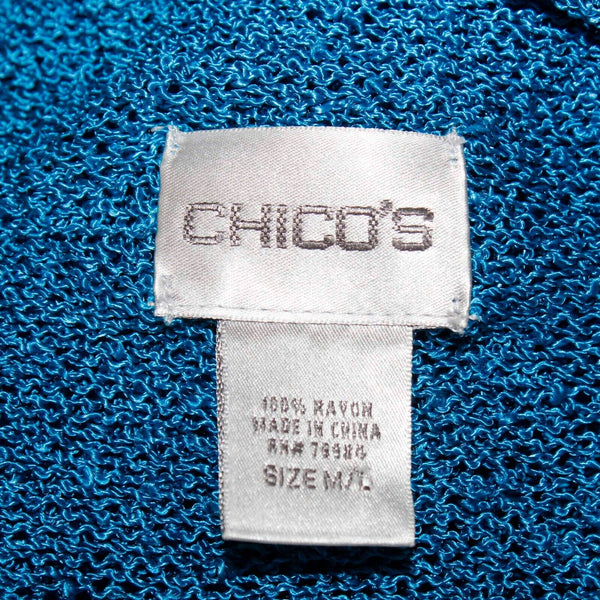 CHICO'S
100% RAYON
MADE IN CHINA
RN#
SIZE M/L